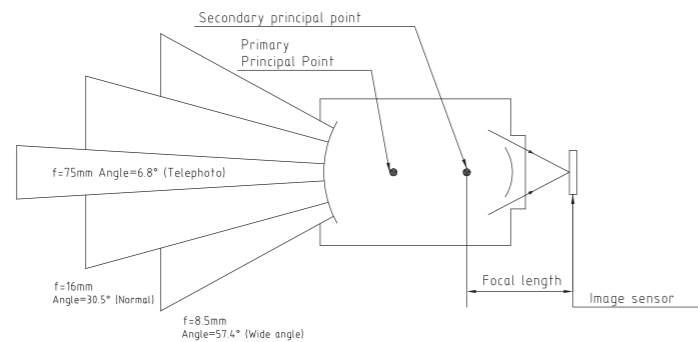 Secondary principal point
Primary
Principal Point
f=75mm Angle=6.8° (Telephoto)
f=16mm
Angle=30.5° (Normal)
f=8.5mm
Angle=57.4° (Wide angle)
Focal length
Image sensor